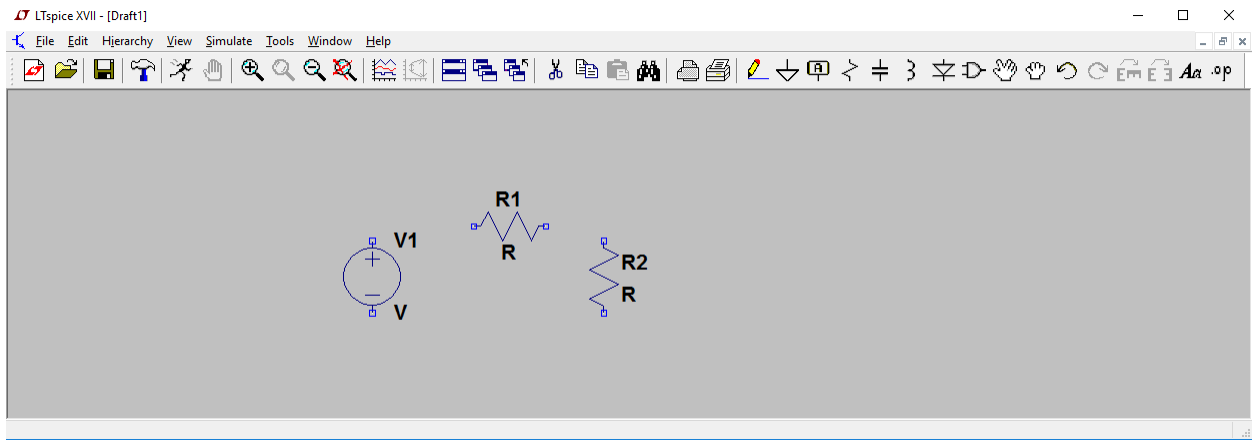 LTspice XVII - [Draft1]
File Edit Hierarchy View Simulate Tools Window Help
A Aa .op
R1
R
V1
V
R2
R